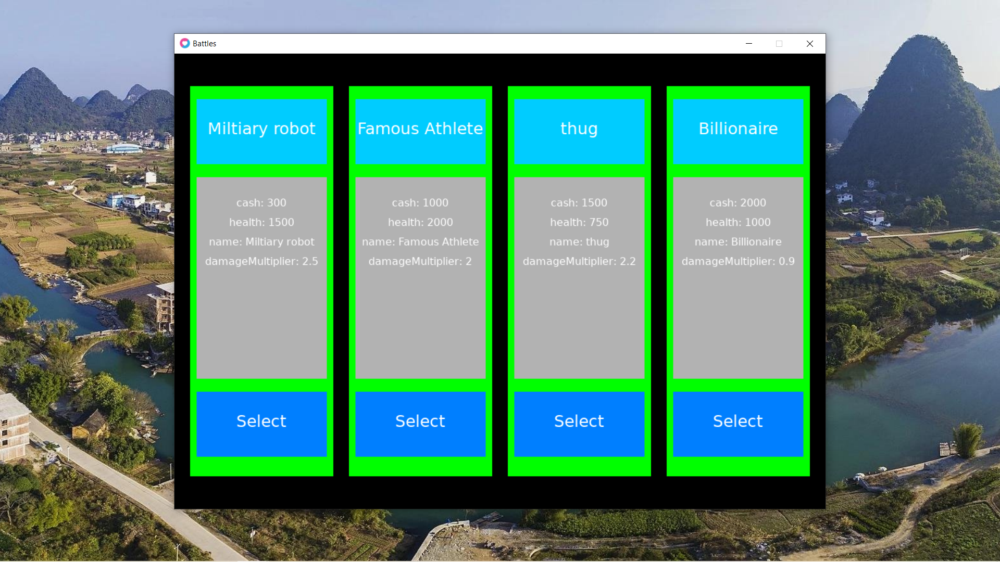 Battles
Miltiary robot
cash: 300
health: 1500
name: Miltiary robot
damageMultiplier: 2.5
Select
Famous Athlete
cash: 1000
health: 2000
name: Famous Athlete
damageMultiplier: 2
Select
thug
cash: 1500
health: 750
name: thug
damageMultiplier: 2.2
Select
Billionaire
cash: 2000
health: 1000
name: Billionaire
damageMultiplier: 0.9
Select